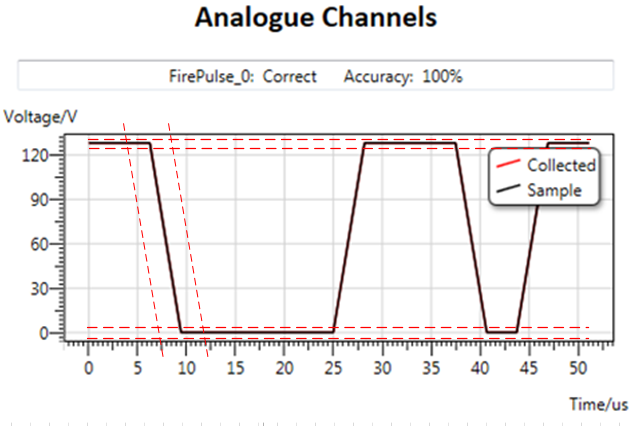 Analogue Channels
FirePulse_0: Correct Accuracy: 100%
Voltage/V
120
90
60
30
0
Collected
Sample
0 5 10 15 20 25 30 35 40 45 50
Time/us